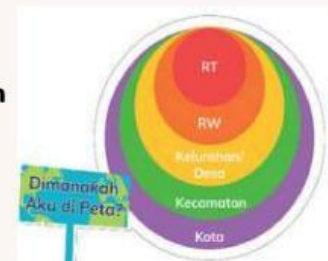 n
RT
RW
Kelurahan/
Desa
Kecamatan
Kota
Dimanakah
Aku di Peta?